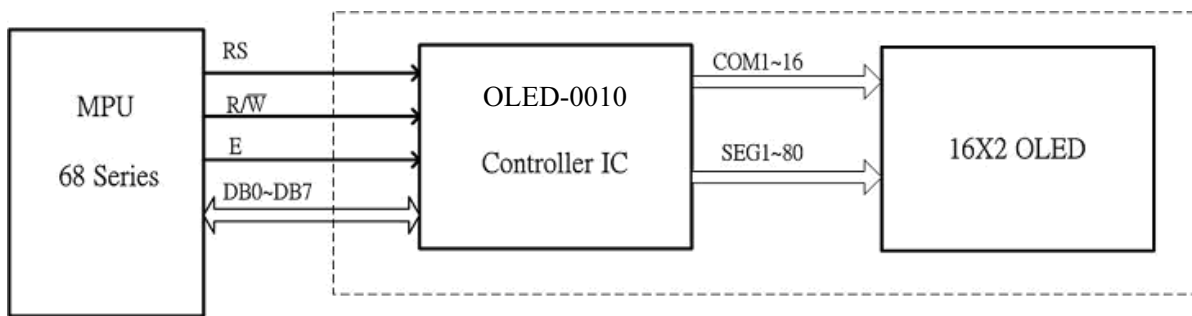 MPU
68 Series
RS
R/W̅
E
DB0~DB7
OLED-0010
Controller IC
COM1~16
SEG1~80
16X2 OLED